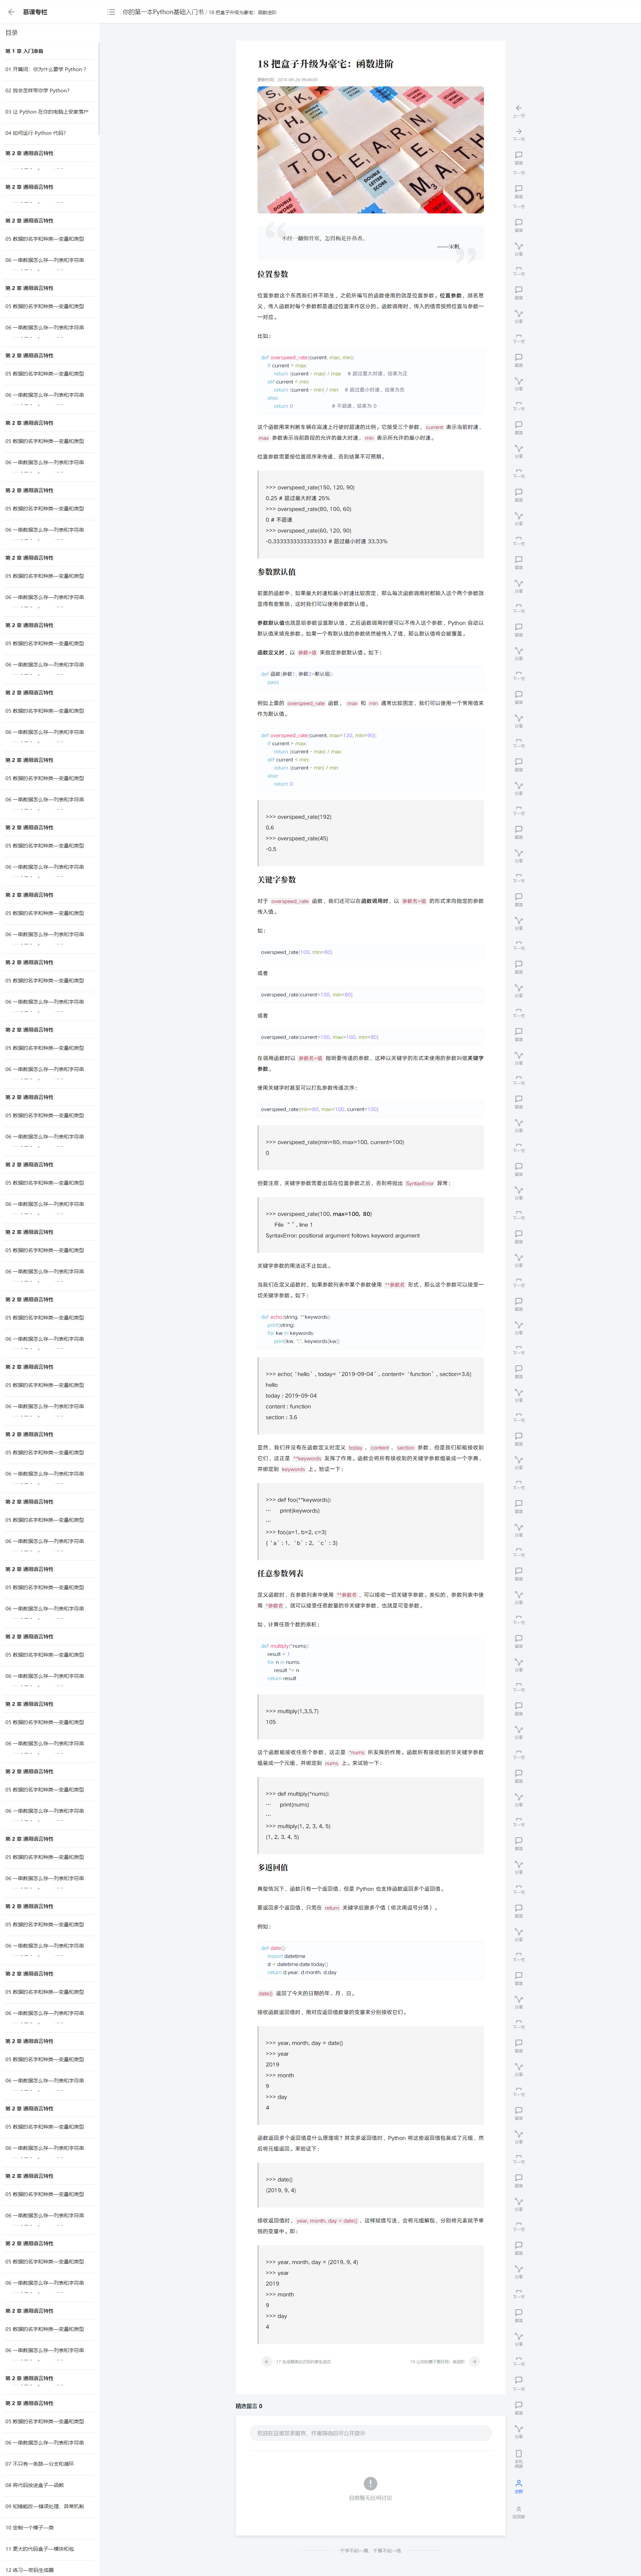 慕课专栏
你的第一本Python基础入门书 / 18 把盒子升级为豪宅：函数进阶
目录
第 1 章 入门准备
01 开篇词：你为什么要学 Python ?
02 我会怎样带你学 Python?
03 让 Python 在你的电脑上安家落户
04 如何运行 Python 代码?
第 2 章 通用语言特性
05 数据的名字和种类—变量和类型
06 一串数据怎么存—列表和字符串
07 不只有一条路—分支和循环
08 将代码放进盒子—函数
09 知错能改—错误处理、异常机制
10 定制一个模子—类
11 更大的代码盒子—模块和包
12 练习—密码生成器
18 把盒子升级为豪宅：函数进阶
更新时间：2019-09-24 09:46:00
不经一翻彻骨寒，怎得梅花扑鼻香。
——宋帆
位置参数
位置参数这个东西我们并不陌生，之前所编写的函数使用的就是位置参数。位置参数，顾名思
义，传入函数时每个参数都是通过位置来作区分的。函数调用时，传入的值需按照位置与参数一
一对应。
比如：
def overspeed_rate(current, max, min):
if current > max:
return (current - max) / max # 超过最大时速，结果为正
elif current < min:
return (current - min) / min # 超过最小时速，结果为负
else:
return 0 # 不超速，结果为 0
这个函数用来判断车辆在高速上行驶时超速的比例。它接受三个参数，current 表示当前时速，
max 参数表示当前路段的允许的最大时速，min 表示所允许的最小时速。
位置参数需要按位置顺序来传递，否则结果不可预期。
>>> overspeed_rate(150, 120, 90)
0.25 # 超过最大时速 25%
>>> overspeed_rate(80, 100, 60)
0 # 不超速
>>> overspeed_rate(60, 120, 90)
-0.3333333333333333 # 超过最小时速 33.33%
参数默认值
前面的函数中，如果最大时速和最小时速比较固定，那么每次函数调用时都输入这个两个参数就
显得有些繁琐，这时我们可以使用参数默认值。
参数默认值也就是给参数设置默认值，之后函数调用时便可以不传入这个参数，Python 自动以
默认值来填充参数。如果一个有默认值的参数依然被传入了值，那么默认值将会被覆盖。
函数定义时，以 参数=值 来指定参数默认值。如下：
def 函数(参数1, 参数2=默认值):
pass
例如上面的 overspeed_rate 函数， max 和 min 通常比较固定，我们可以使用一个常用值来
作为默认值。
def overspeed_rate(current, max=120, min=90):
if current > max:
return (current - max) / max
elif current < min:
return (current - min) / min
else:
return 0
>>> overspeed_rate(192)
0.6
>>> overspeed_rate(45)
-0.5
关键字参数
对于 overspeed_rate 函数，我们还可以在函数调用时，以 参数名=值 的形式来向指定的参数
传入值。
如：
overspeed_rate(100, min=80)
或者
overspeed_rate(current=100, min=80)
或者
overspeed_rate(current=100, max=100, min=80)
在调用函数时以 参数名=值 指明要传递的参数，这种以关键字的形式来使用的参数叫做关键字
参数。
使用关键字时甚至可以打乱参数传递次序：
overspeed_rate(min=80, max=100, current=100)
>>> overspeed_rate(min=80, max=100, current=100)
0
但要注意，关键字参数需要出现在位置参数之后，否则将抛出 SyntaxError 异常：
>>> overspeed_rate(100, max=100, 80)
File “ ” , line 1
SyntaxError: positional argument follows keyword argument
关键字参数的用法还不止如此。
当我们在定义函数时，如果参数列表中某个参数使用 **参数名 形式，那么这个参数可以接受一
切关键字参数。如下：
def echo(string, **keywords):
print(string)
for kw in keywords:
print(kw, ":", keywords[kw])
>>> echo( ‘hello’ , today= ‘2019-09-04’ , content= ‘function’ , section=3.6)
hello
today : 2019-09-04
content : function
section : 3.6
显然，我们并没有在函数定义时定义 today 、content 、section 参数，但是我们却能接收到
它们，这正是 **keywords 发挥了作用。函数会将所有接收到的关键字参数组装成一个字典，
并绑定到 keywords 上。验证一下：
>>> def foo(**keywords):
… print(keywords)
…
>>> foo(a=1, b=2, c=3)
{ ‘a’ : 1, ‘b’ : 2, ‘c’ : 3}
任意参数列表
定义函数时，在参数列表中使用 **参数名 ，可以接收一切关键字参数。类似的，参数列表中使
用 *参数名 ，就可以接受任意数量的非关键字参数，也就是可变参数。
如，计算任意个数的乘积：
def multiply(*nums):
result = 1
for n in nums:
result *= n
return result
>>> multiply(1,3,5,7)
105
这个函数能接收任意个参数，这正是 *nums 所发挥的作用。函数所有接收到的非关键字参数
组装成一个元组，并绑定到 nums 上。来试验一下：
>>> def multiply(*nums):
… print(nums)
…
>>> multiply(1, 2, 3, 4, 5)
(1, 2, 3, 4, 5)
多返回值
典型情况下，函数只有一个返回值，但是 Python 也支持函数返回多个返回值。
要返回多个返回值，只需在 return 关键字后跟多个值（依次用逗号分隔）。
例如：
def date():
import datetime
d = datetime.date.today()
return d.year, d.month, d.day
date() 返回了今天的日期的年、月、日。
接收函数返回值时，用对应返回值数量的变量来分别接收它们。
>>> year, month, day = date()
>>> year
2019
>>> month
9
>>> day
4
函数返回多个返回值是什么原理呢？其实多返回值时，Python 将这些返回值包装成了元组，然
后将元组返回。来验证下：
>>> date()
(2019, 9, 4)
接收返回值时，year, month, day = date() ，这样赋值写法，会将元组解包，分别将元素赋予单
独的变量中。即：
>>> year, month, day = (2019, 9, 4)
>>> year
2019
>>> month
9
>>> day
4
精选留言 0
欢迎在这里发表留言，作者筛选后可公开显示
目前暂无任何讨论
千学不如一看，千看不如一练